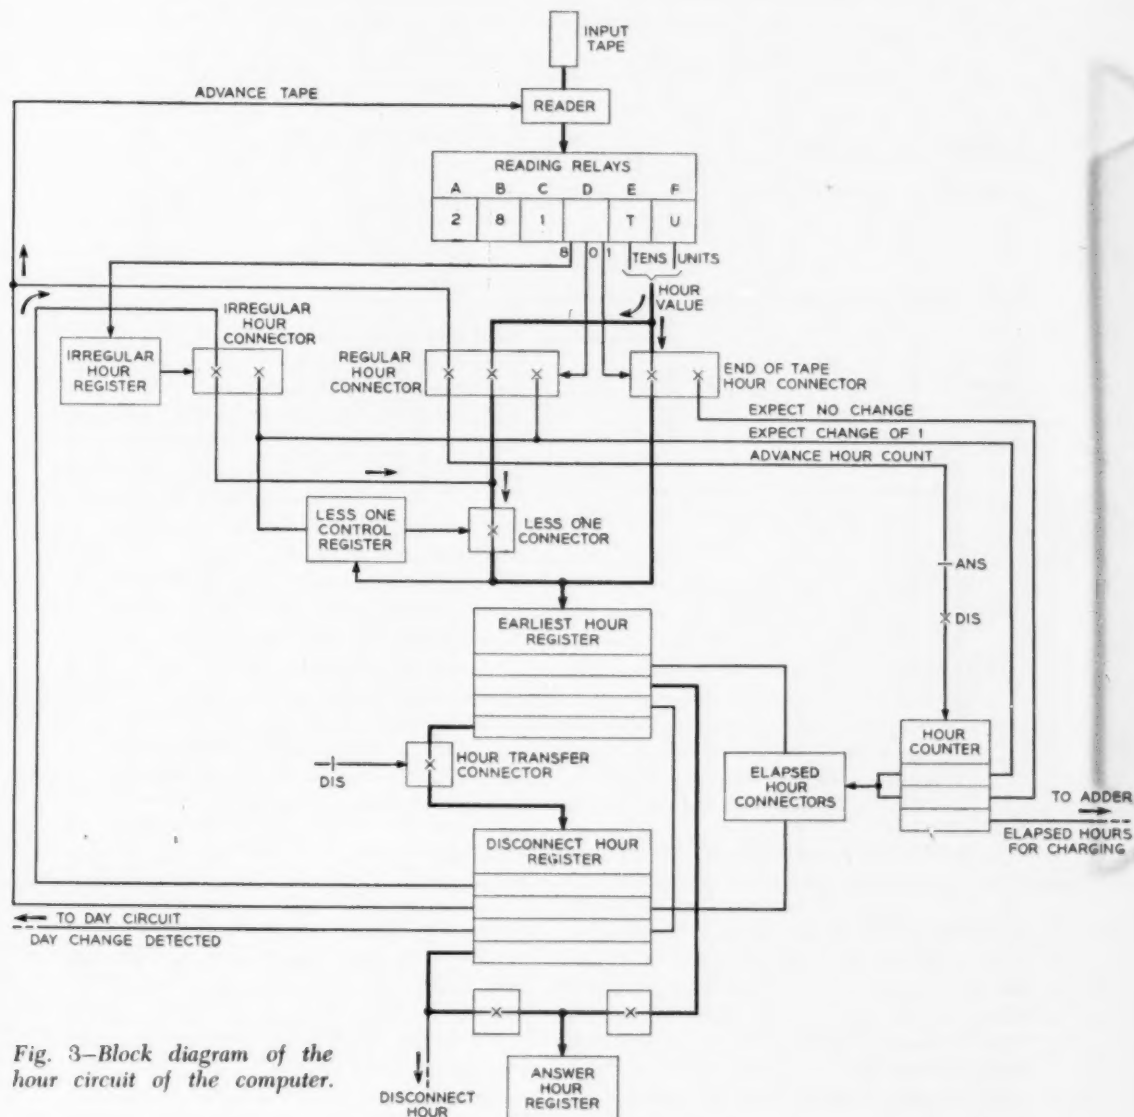 INPUT
TAPE
ADVANCE TAPE
READER
READING RELAYS
A B C D E F
2 8 1 T U
8 0 1 TENS UNITS
HOUR
VALUE
IRREGULAR
HOUR
CONNECTOR
IRREGULAR
HOUR
REGISTER
REGULAR
HOUR
CONNECTOR
END OF TAPE
HOUR CONNECTOR
EXPECT NO CHANGE
EXPECT CHANGE OF 1
ADVANCE HOUR COUNT
LESS ONE
CONTROL
REGISTER
LESS ONE
CONNECTOR
ANS
DIS
EARLIEST HOUR
REGISTER
HOUR
COUNTER
DIS
HOUR TRANSFER
CONNECTOR
ELAPSED
HOUR
CONNECTORS
TO ADDER
ELAPSED HOURS
FOR CHARGING
DISCONNECT HOUR
REGISTER
TO DAY CIRCUIT
DAY CHANGE DETECTED
Fig. 3—Block diagram of the
hour circuit of the computer.
DISCONNECT
HOUR
ANSWER
HOUR
REGISTER